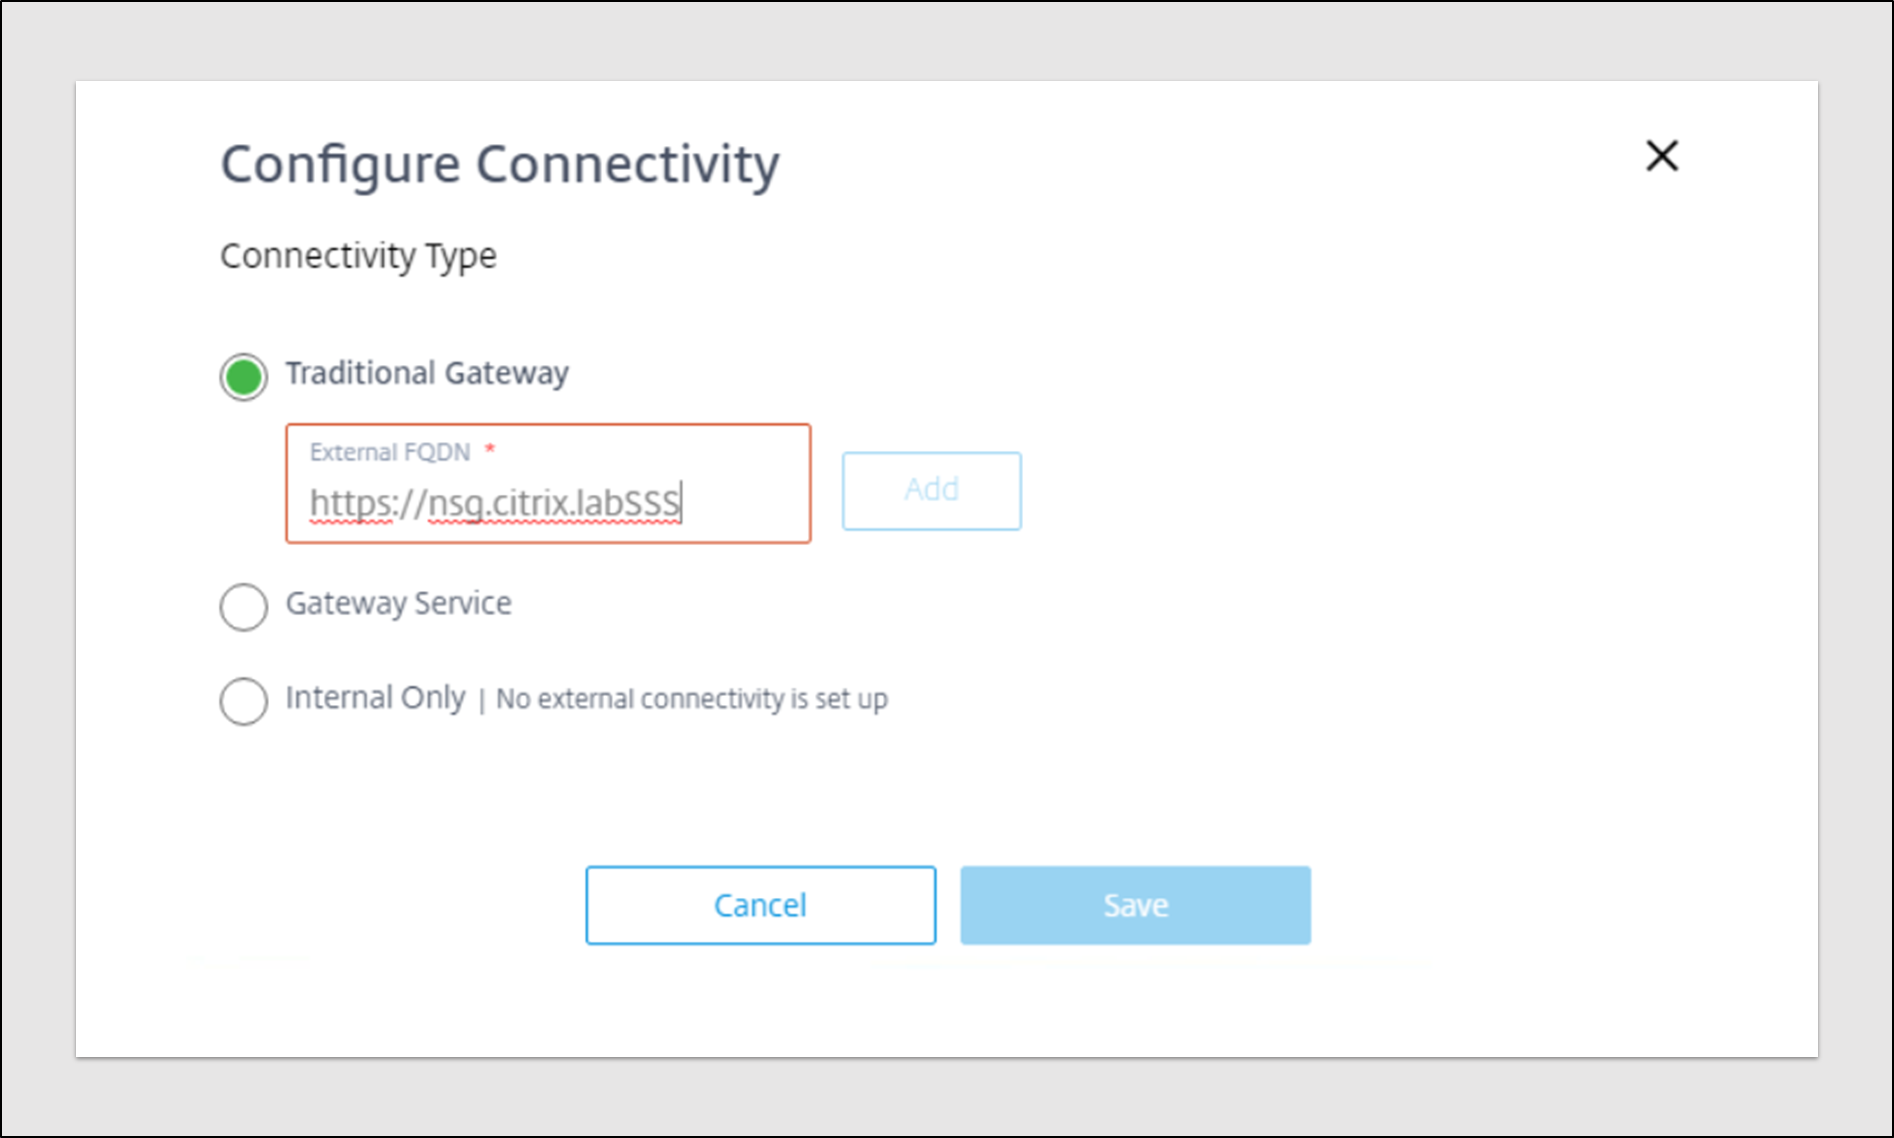 Configure Connectivity
Connectivity Type
Traditional Gateway
External FQDN *
https://nsg.citrix.labSSS
Add
Gateway Service
Internal Only | No external connectivity is set up
Cancel
Save